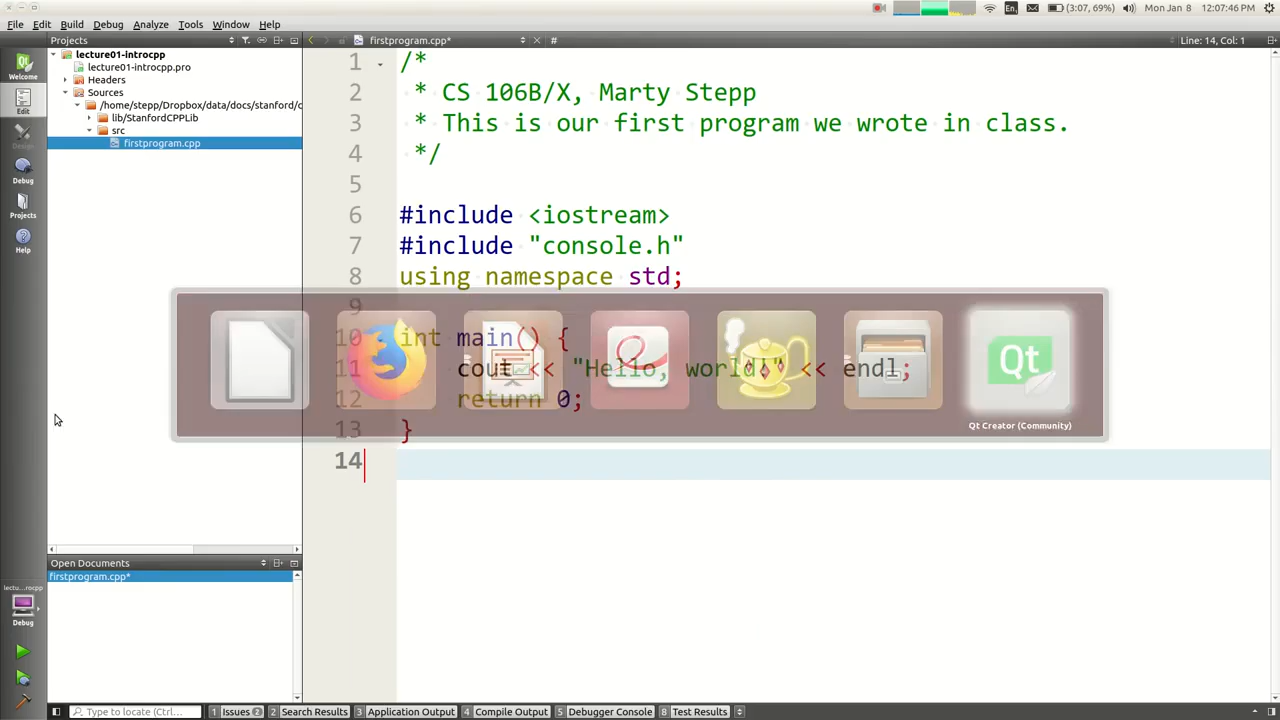 File Edit Build Debug Analyze Tools Window Help
En (3:07, 69%) Mon Jan 8 12:07:46
Projects
firstprogram.cpp* # Line: 14, Col: 1
Welcome
Edit
Design
Debug
Projects
Help
lecture01-introcpp
lecture01-introcpp.pro
Headers
Sources
/home/stepp/Dropbox/data/docs/stanford/c
lib/StanfordCPPLib
src
firstprogram.cpp
1 /*
2 * CS 106B/X, Marty Stepp
3 * This is our first program we wrote in class.
4 */
5
6 #include <iostream>
7 #include "console.h"
8 using namespace std;
9
10 int main() {
11 cout << "Hello, world!" << endl;
12 return 0;
13 }
14
Qt
Qt Creator (Community)
Open Documents
firstprogram.cpp*
lectu...rocpp
Debug
Type to locate (Ctrl... 1 Issues 2 2 Search Results 3 Application Output 4 Compile Output 5 Debugger Console 8 Test Results